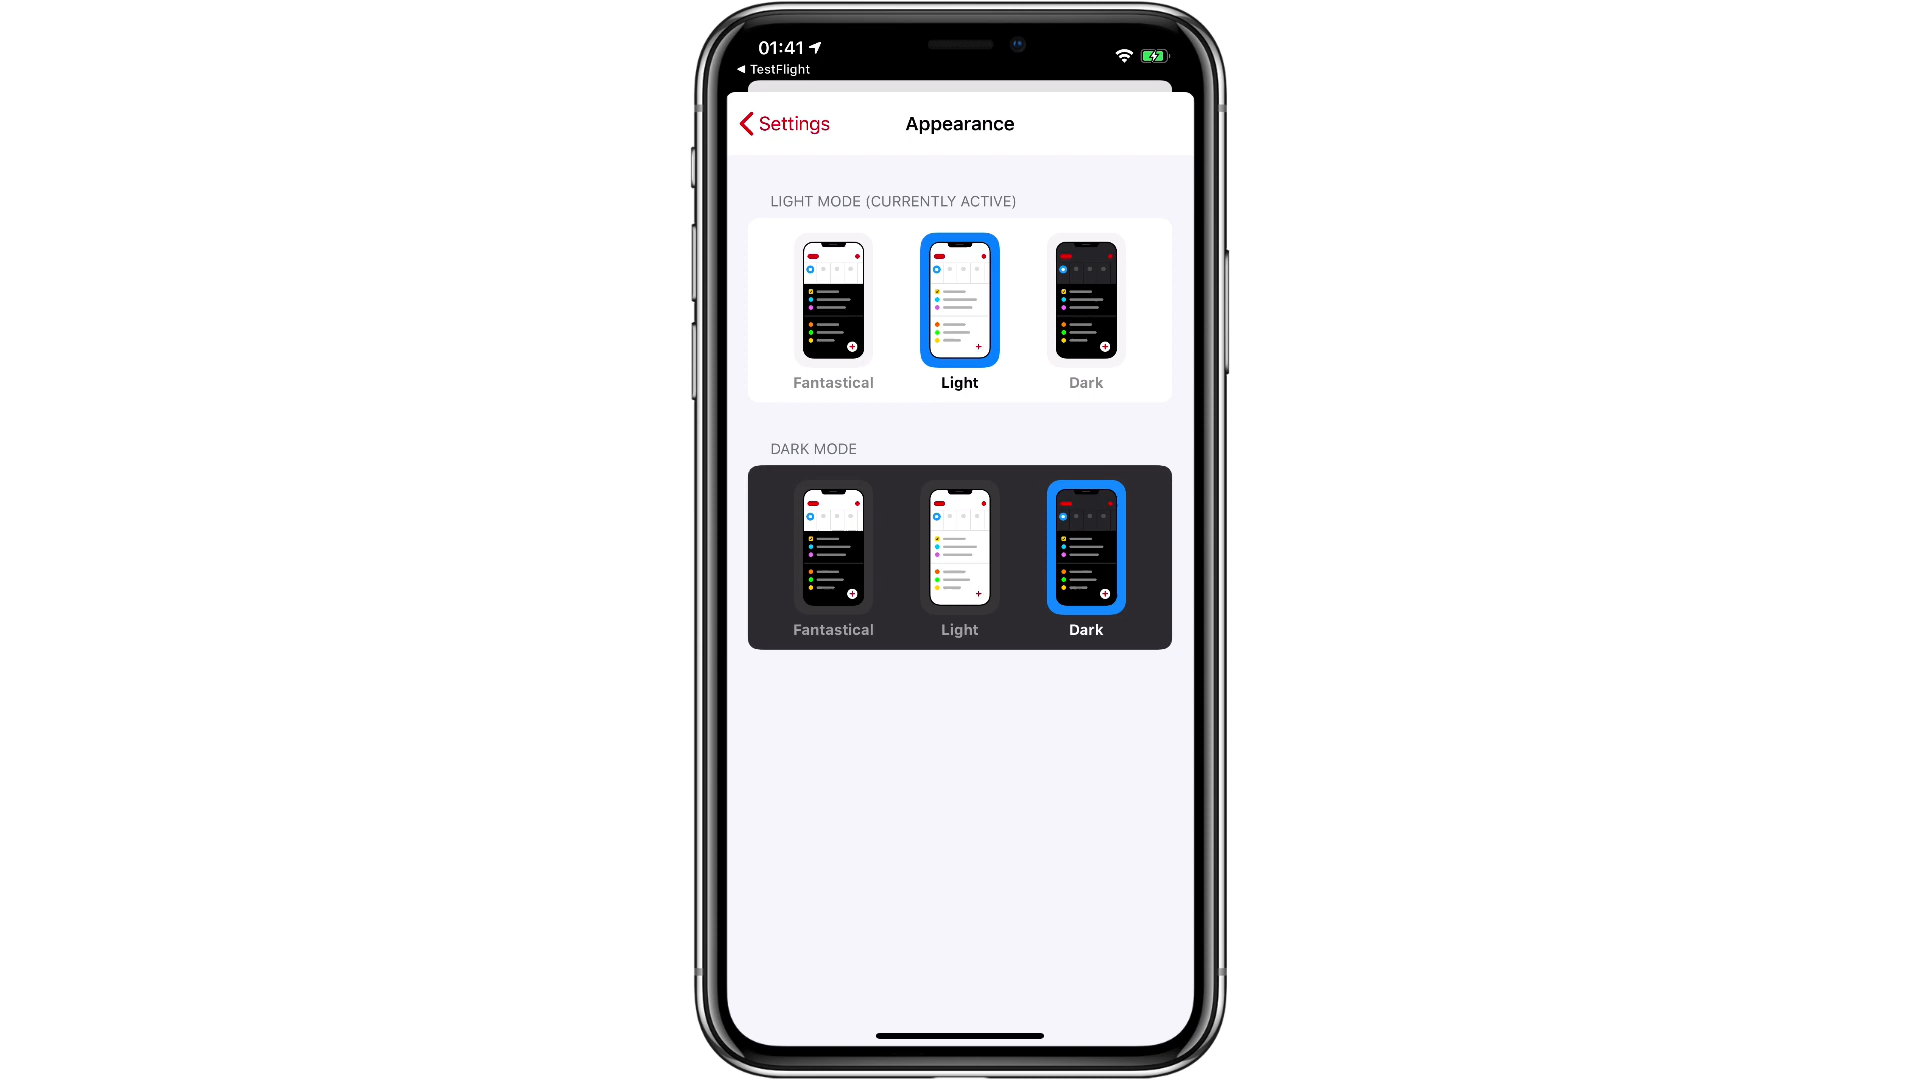 01:41
◀ TestFlight
Settings
Appearance
LIGHT MODE (CURRENTLY ACTIVE)
Fantastical Light Dark
DARK MODE
Fantastical Light Dark